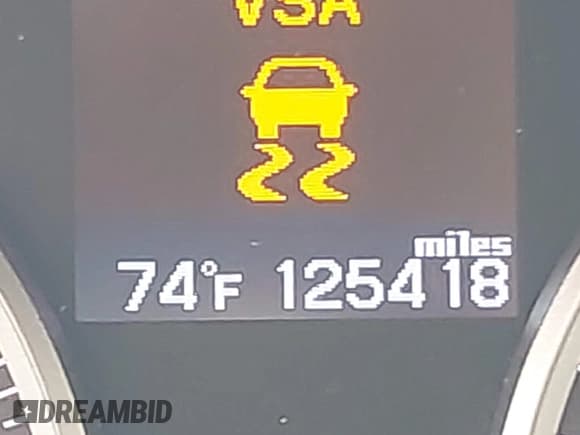 VSA
miles
74°F 125418
DREAMBID